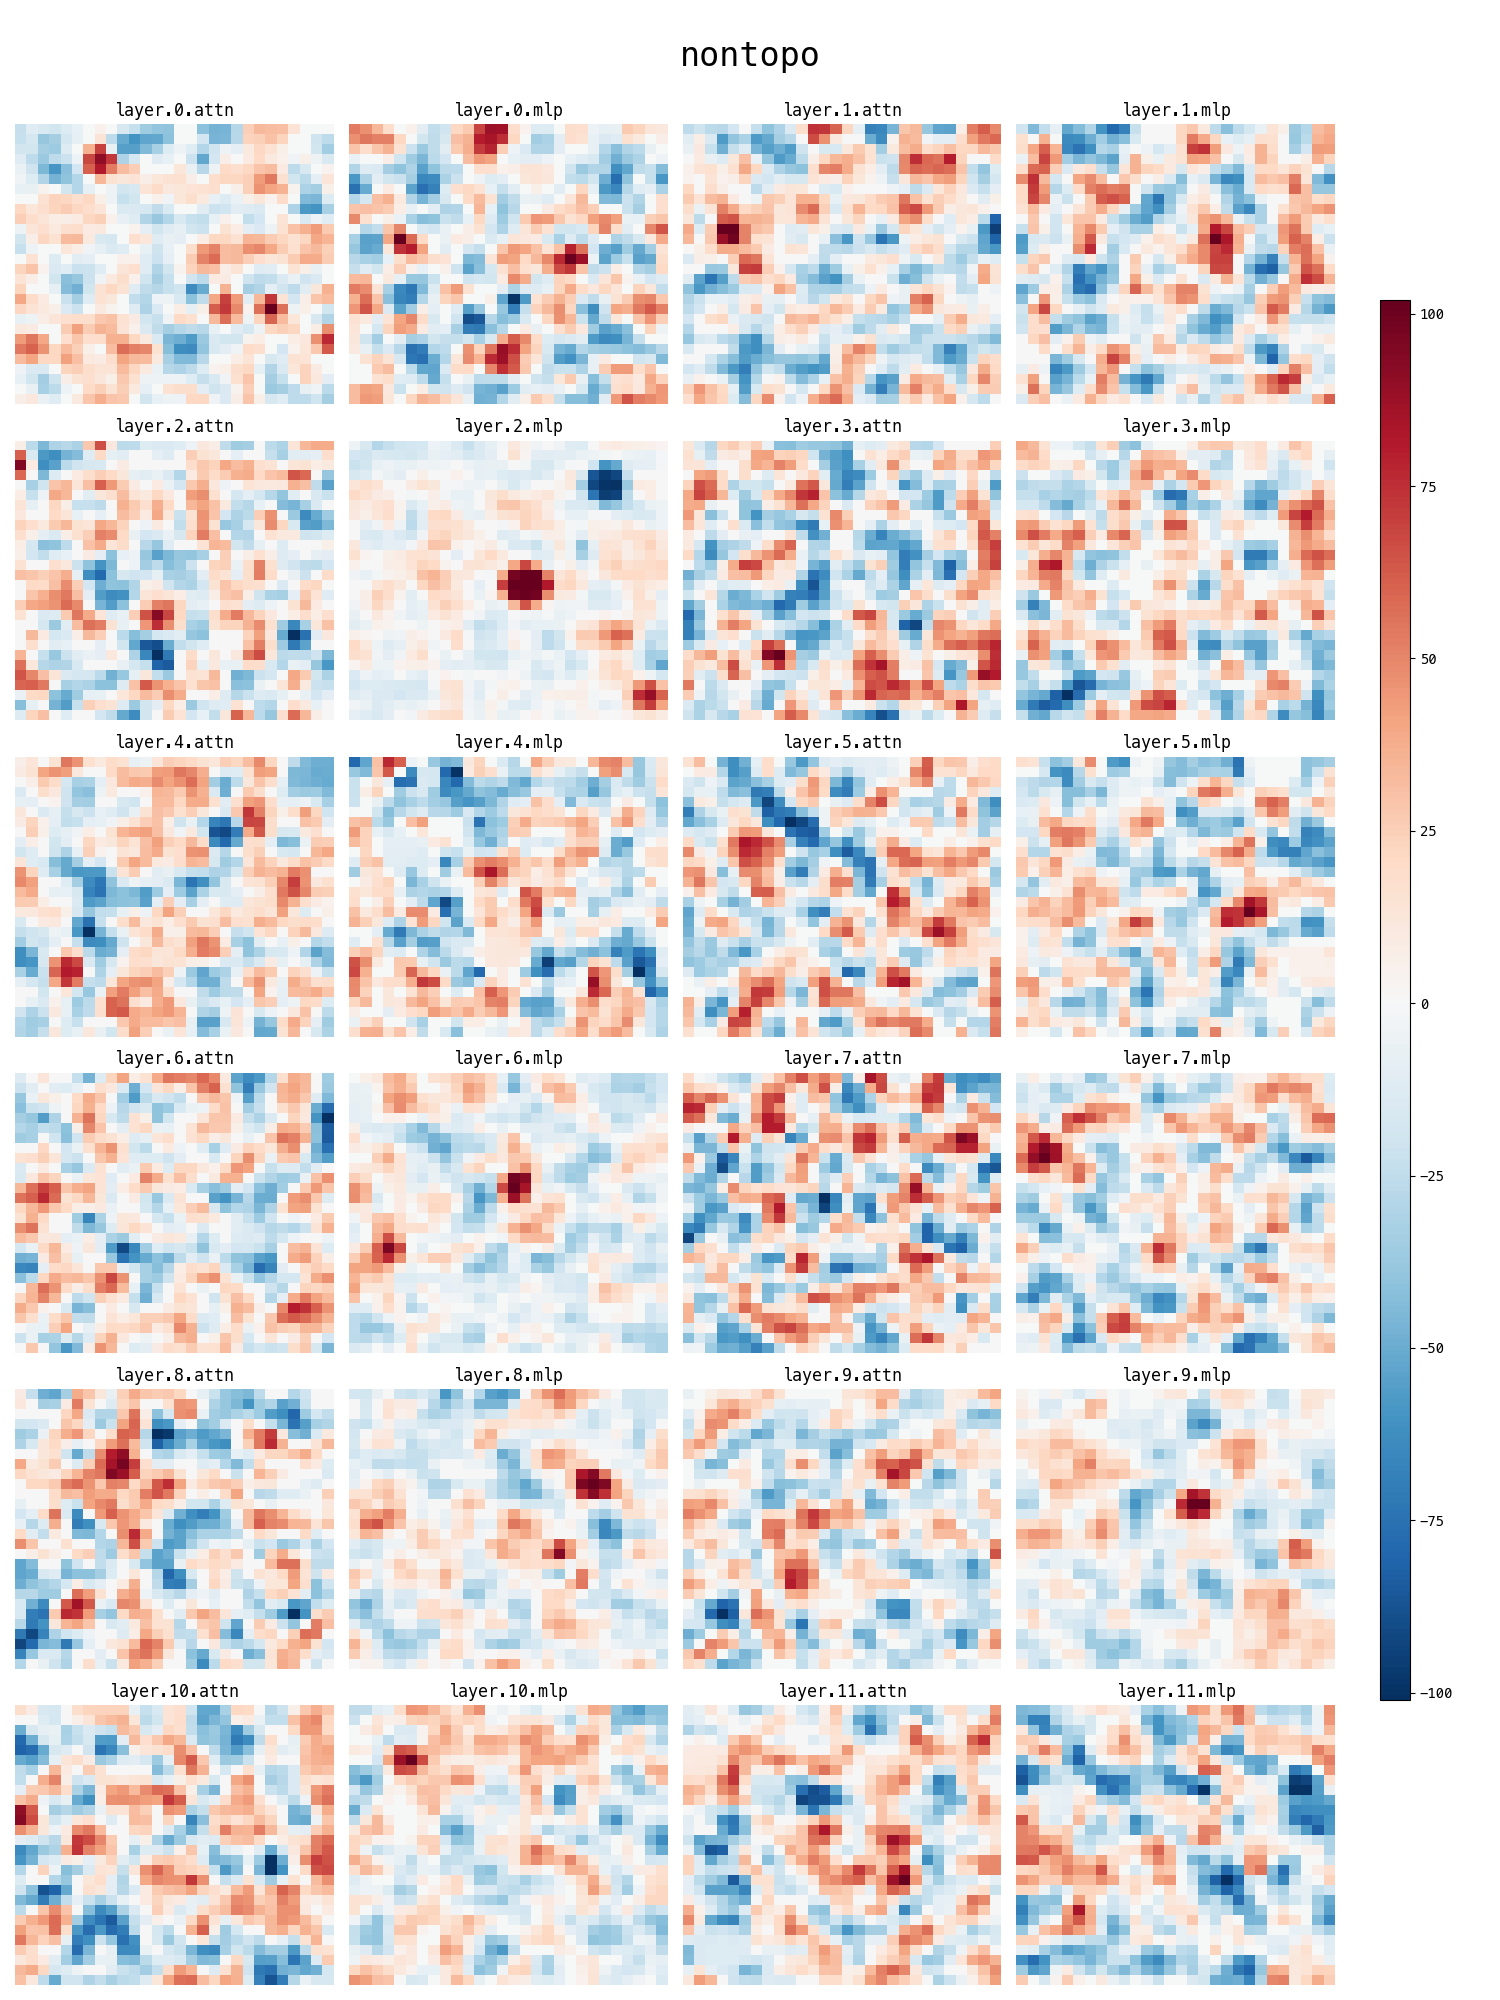 nontopo
layer.0.attn layer.0.mlp layer.1.attn layer.1.mlp
layer.2.attn layer.2.mlp layer.3.attn layer.3.mlp
layer.4.attn layer.4.mlp layer.5.attn layer.5.mlp
layer.6.attn layer.6.mlp layer.7.attn layer.7.mlp
layer.8.attn layer.8.mlp layer.9.attn layer.9.mlp
layer.10.attn layer.10.mlp layer.11.attn layer.11.mlp
100
75
50
25
0
−25
−50
−75
−100